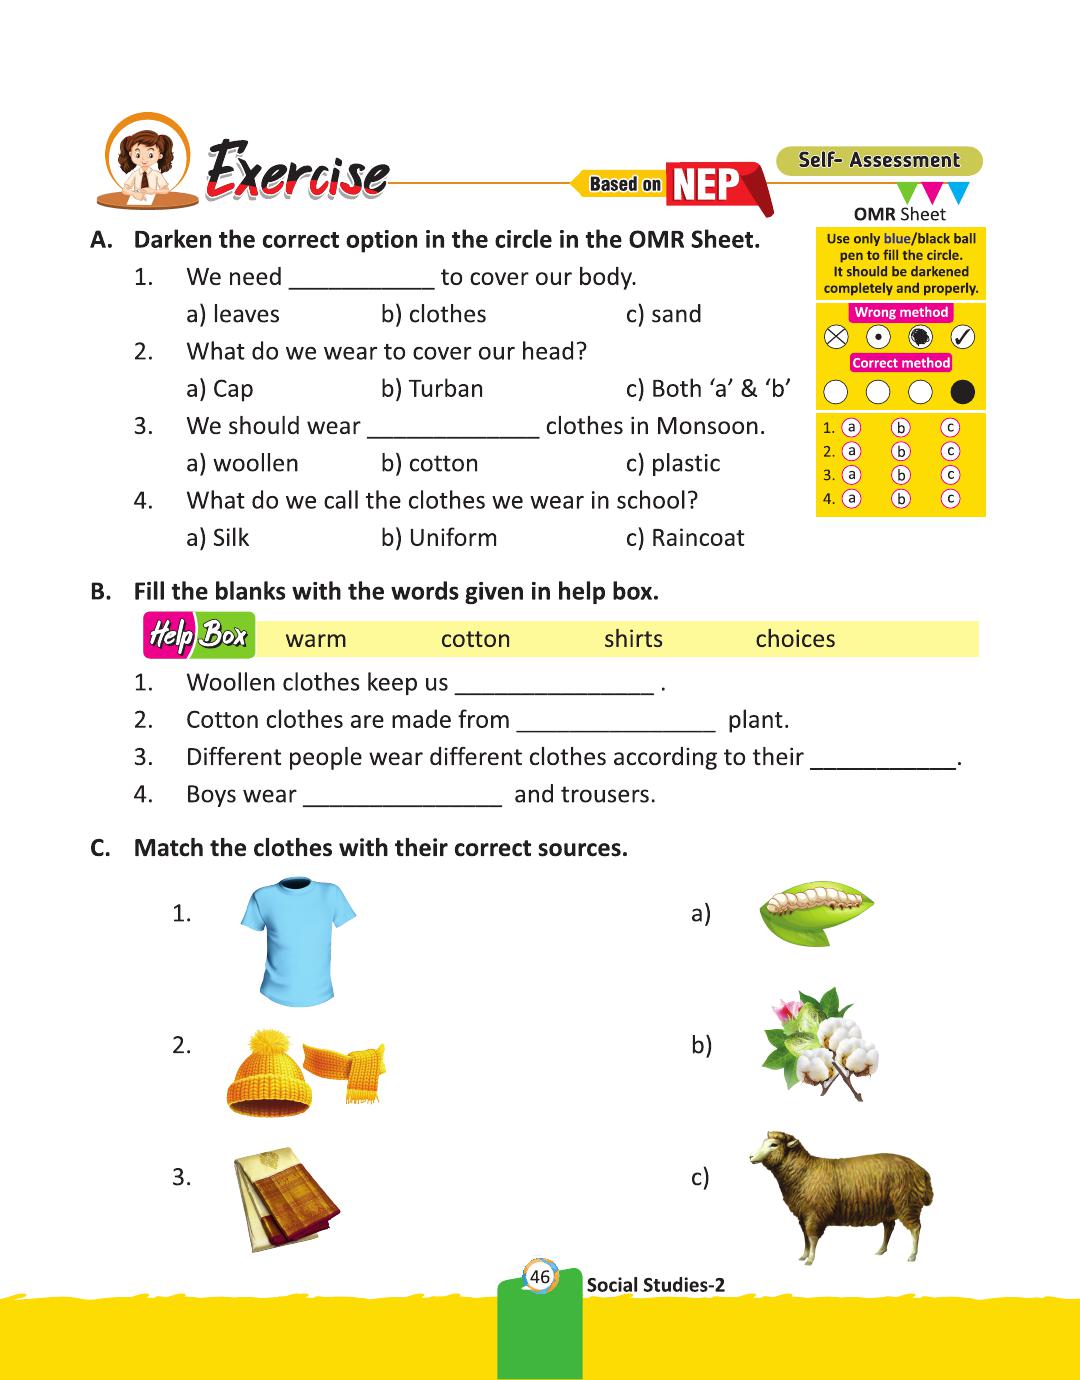 Exercise
Based on NEP
Self- Assessment
OMR Sheet
Use only blue/black ball
pen to fill the circle.
It should be darkened
completely and properly.
Wrong method
Correct method
1. a b c
2. a b c
3. a b c
4. a b c
A. Darken the correct option in the circle in the OMR Sheet.
1. We need ___________ to cover our body.
a) leaves b) clothes c) sand
2. What do we wear to cover our head?
a) Cap b) Turban c) Both ‘a’ & ‘b’
3. We should wear _____________ clothes in Monsoon.
a) woollen b) cotton c) plastic
4. What do we call the clothes we wear in school?
a) Silk b) Uniform c) Raincoat
B. Fill the blanks with the words given in help box.
Help Box warm cotton shirts choices
1. Woollen clothes keep us _______________ .
2. Cotton clothes are made from _______________ plant.
3. Different people wear different clothes according to their ___________.
4. Boys wear _______________ and trousers.
C. Match the clothes with their correct sources.
1. a)
2. b)
3. c)
46 Social Studies-2